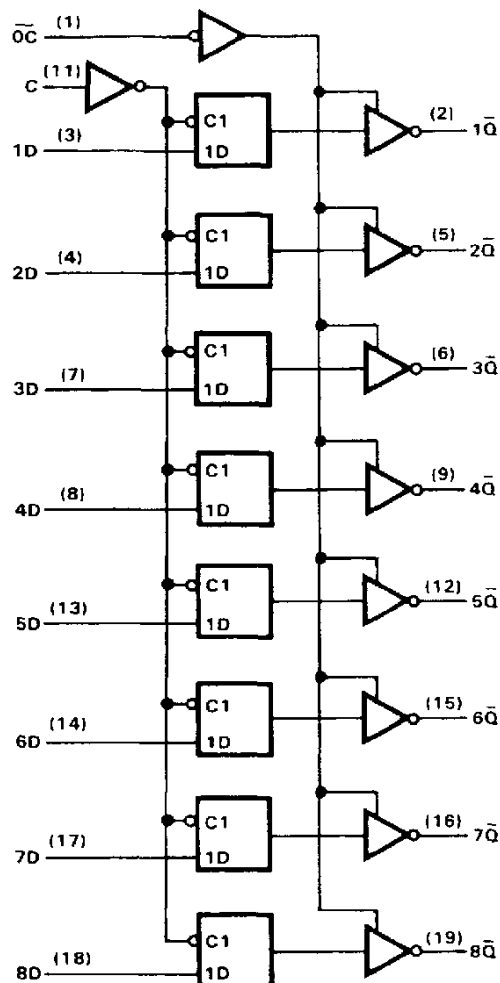 O̅C̅ (1)
C (11)
C1
1D (3) 1D (2) 1Q̅
C1
2D (4) 1D (5) 2Q̅
C1
3D (7) 1D (6) 3Q̅
C1
4D (8) 1D (9) 4Q̅
C1
5D (13) 1D (12) 5Q̅
C1
6D (14) 1D (15) 6Q̅
C1
7D (17) 1D (16) 7Q̅
C1
8D (18) 1D (19) 8Q̅